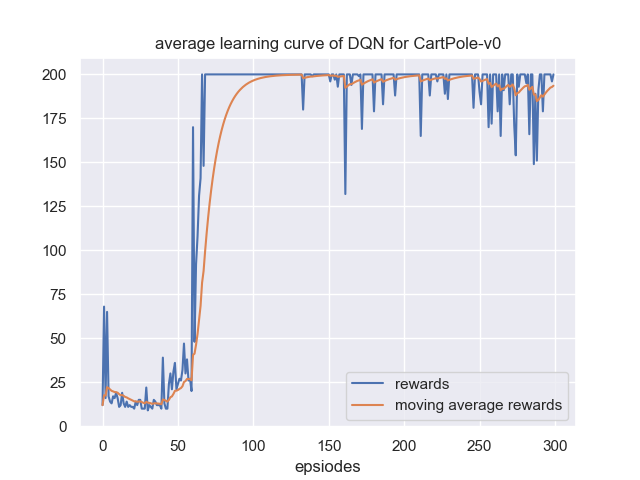 average learning curve of DQN for CartPole-v0
200
175
150
125
100
75
50
25
0
rewards
moving average rewards
0 50 100 150 200 250 300
epsiodes